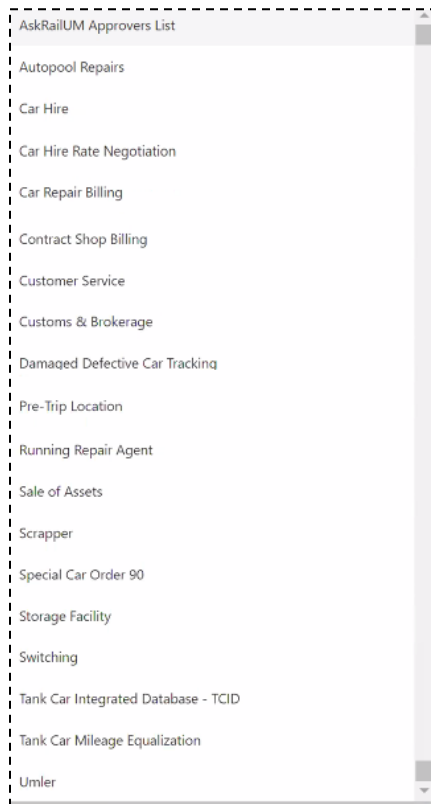 AskRailUM Approvers List
Autopool Repairs
Car Hire
Car Hire Rate Negotiation
Car Repair Billing
Contract Shop Billing
Customer Service
Customs & Brokerage
Damaged Defective Car Tracking
Pre-Trip Location
Running Repair Agent
Sale of Assets
Scrapper
Special Car Order 90
Storage Facility
Switching
Tank Car Integrated Database - TCID
Tank Car Mileage Equalization
Umler